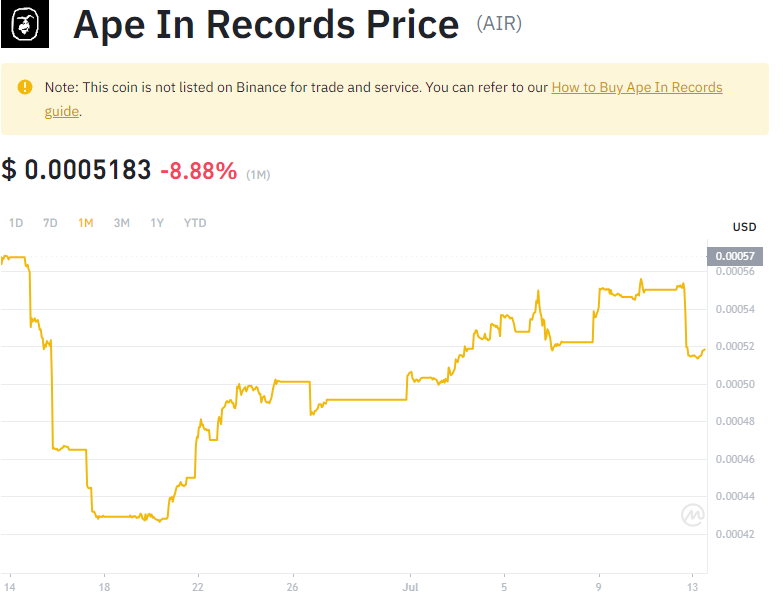 Ape In Records Price (AIR)
Note: This coin is not listed on Binance for trade and service. You can refer to our How to Buy Ape In Records
guide.
$ 0.0005183 -8.88% (1M)
1D 7D 1M 3M 1Y YTD
USD
0.00057
0.00056
0.00054
0.00052
0.00050
0.00048
0.00046
0.00044
0.00042
14 18 22 26 Jul 5 9 13